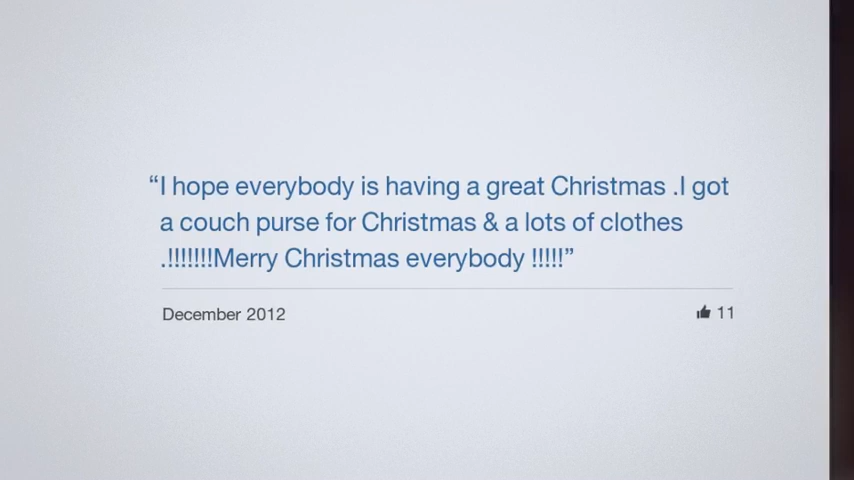 “I hope everybody is having a great Christmas .I got
a couch purse for Christmas & a lots of clothes
.!!!!!!!Merry Christmas everybody !!!!!”
December 2012
11